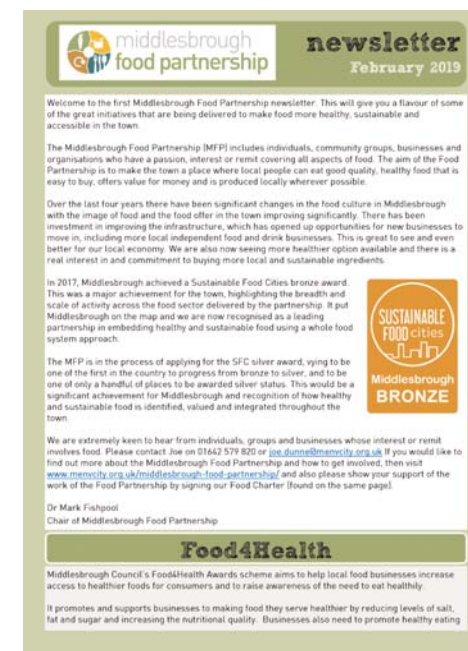 middlesbrough
food partnership
newsletter
February 2019
Welcome to the first Middlesbrough Food Partnership newsletter. This will give you a flavour of some
of the great initiatives that are being delivered to make food more healthy, sustainable and
accessible in the town.
The Middlesbrough Food Partnership (MFP) includes individuals, community groups, businesses and
organisations who have a passion, interest or remit covering all aspects of food. The aim of the Food
Partnership is to make the town a place where local people can eat good quality, healthy food that is
easy to buy, offers value for money and is produced locally wherever possible.
Over the last four years there have been significant changes in the food culture in Middlesbrough
with the image of food and the food offer in the town improving significantly. There has been
investment in improving the infrastructure, which has opened up opportunities for new businesses to
move in, including more local independent food and drink businesses. This is great to see and even
better for our local economy. We are also now seeing more healthier option available and there is a
real interest in and commitment to buying more local and sustainable ingredients.
In 2017, Middlesbrough achieved a Sustainable Food Cities bronze award.
This was a major achievement for the town, highlighting the breadth and
scale of activity across the food sector delivered by the partnership. It put
Middlesbrough on the map and we are now recognised as a leading
partnership in embedding healthy and sustainable food using a whole food
system approach.
SUSTAINABLE
FOOD cities
Middlesbrough
BRONZE
The MFP is in the process of applying for the SFC silver award, vying to be
one of the first in the country to progress from bronze to silver, and to be
one of only a handful of places to be awarded silver status. This would be a
significant achievement for Middlesbrough and recognition of how healthy
and sustainable food is identified, valued and integrated throughout the
town.
We are extremely keen to hear from individuals, groups and businesses whose interest or remit
involves food. Please contact Joe on 01642 579 820 or joe.dunne@menvcity.org.uk If you would like to
find out more about the Middlesbrough Food Partnership and how to get involved, then visit
www.menvcity.org.uk/middlesbrough-food-partnership/ and also please show your support of the
work of the Food Partnership by signing our Food Charter (found on the same page).
Dr Mark Fishpool
Chair of Middlesbrough Food Partnership
Food4Health
Middlesbrough Council's Food4Health Awards scheme aims to help local food businesses increase
access to healthier foods for consumers and to raise awareness of the need to eat healthily.
It promotes and supports businesses to making food they serve healthier by reducing levels of salt,
fat and sugar and increasing the nutritional quality. Businesses also need to promote healthy eating